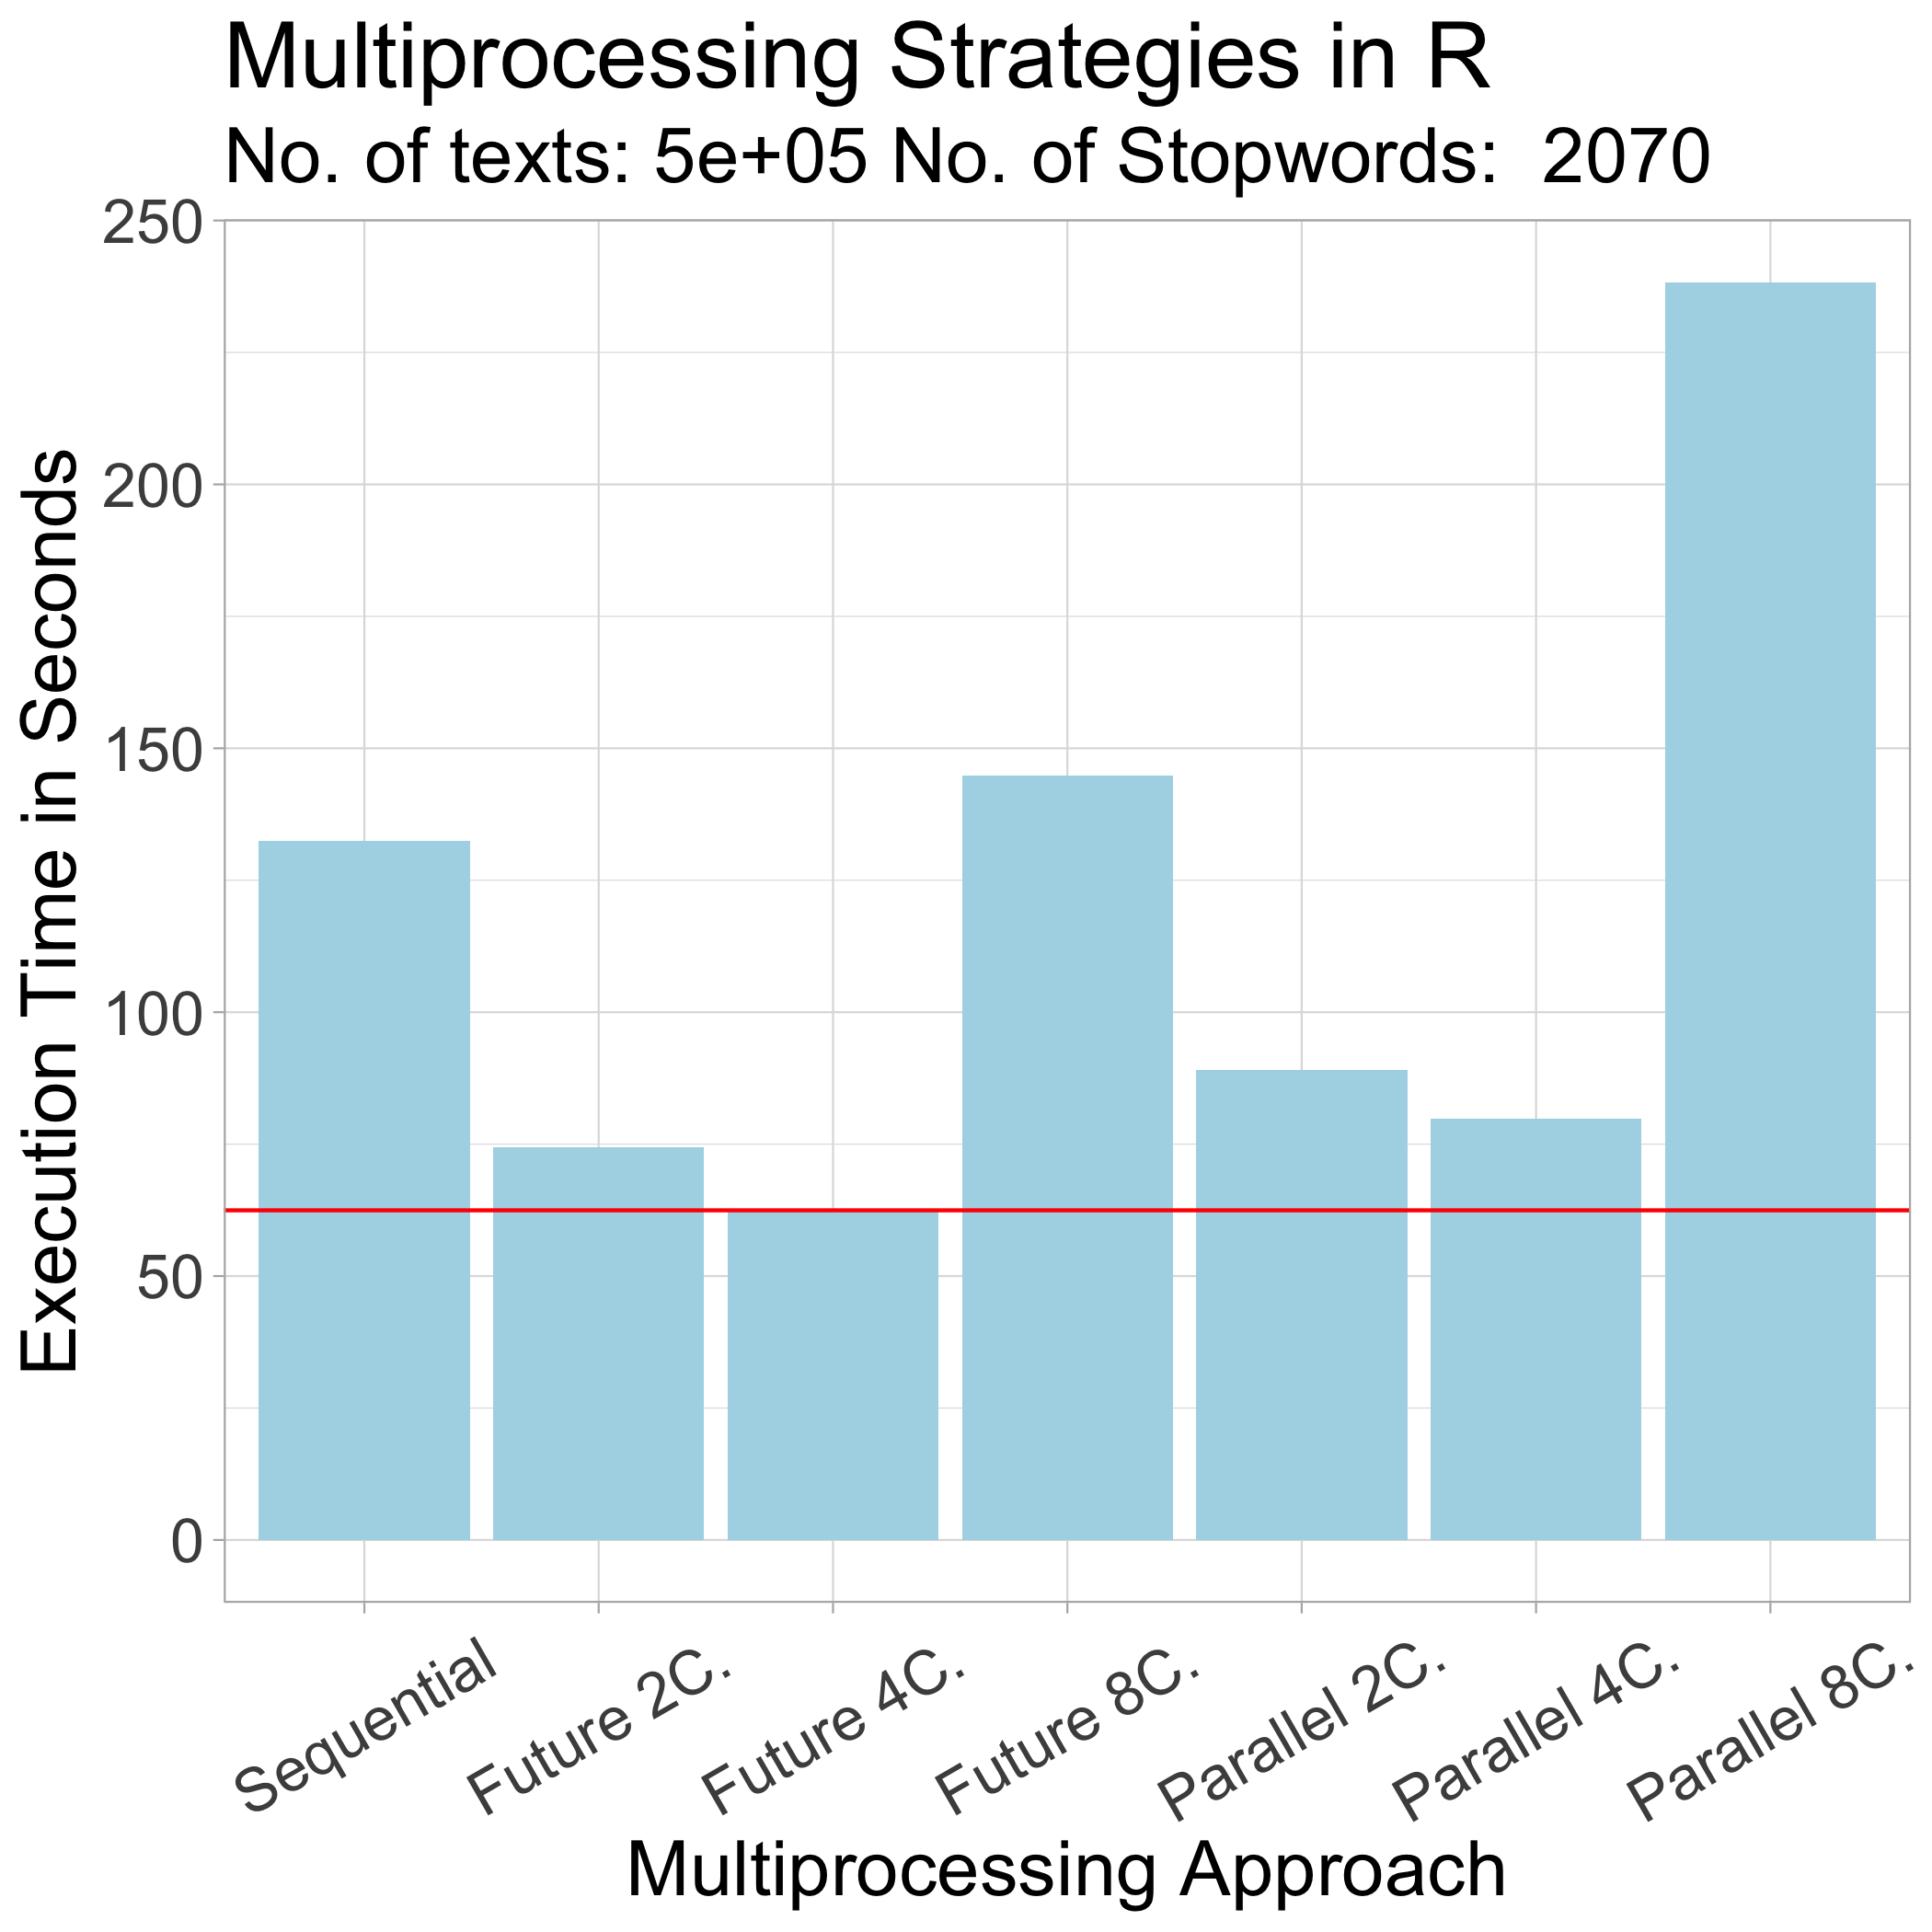 Multiprocessing Strategies in R
No. of texts: 5e+05 No. of Stopwords:  2070
Execution Time in Seconds
250
200
150
100
50
0
Sequential
Future 2C.
Future 4C.
Future 8C.
Parallel 2C.
Parallel 4C.
Parallel 8C.
Multiprocessing Approach